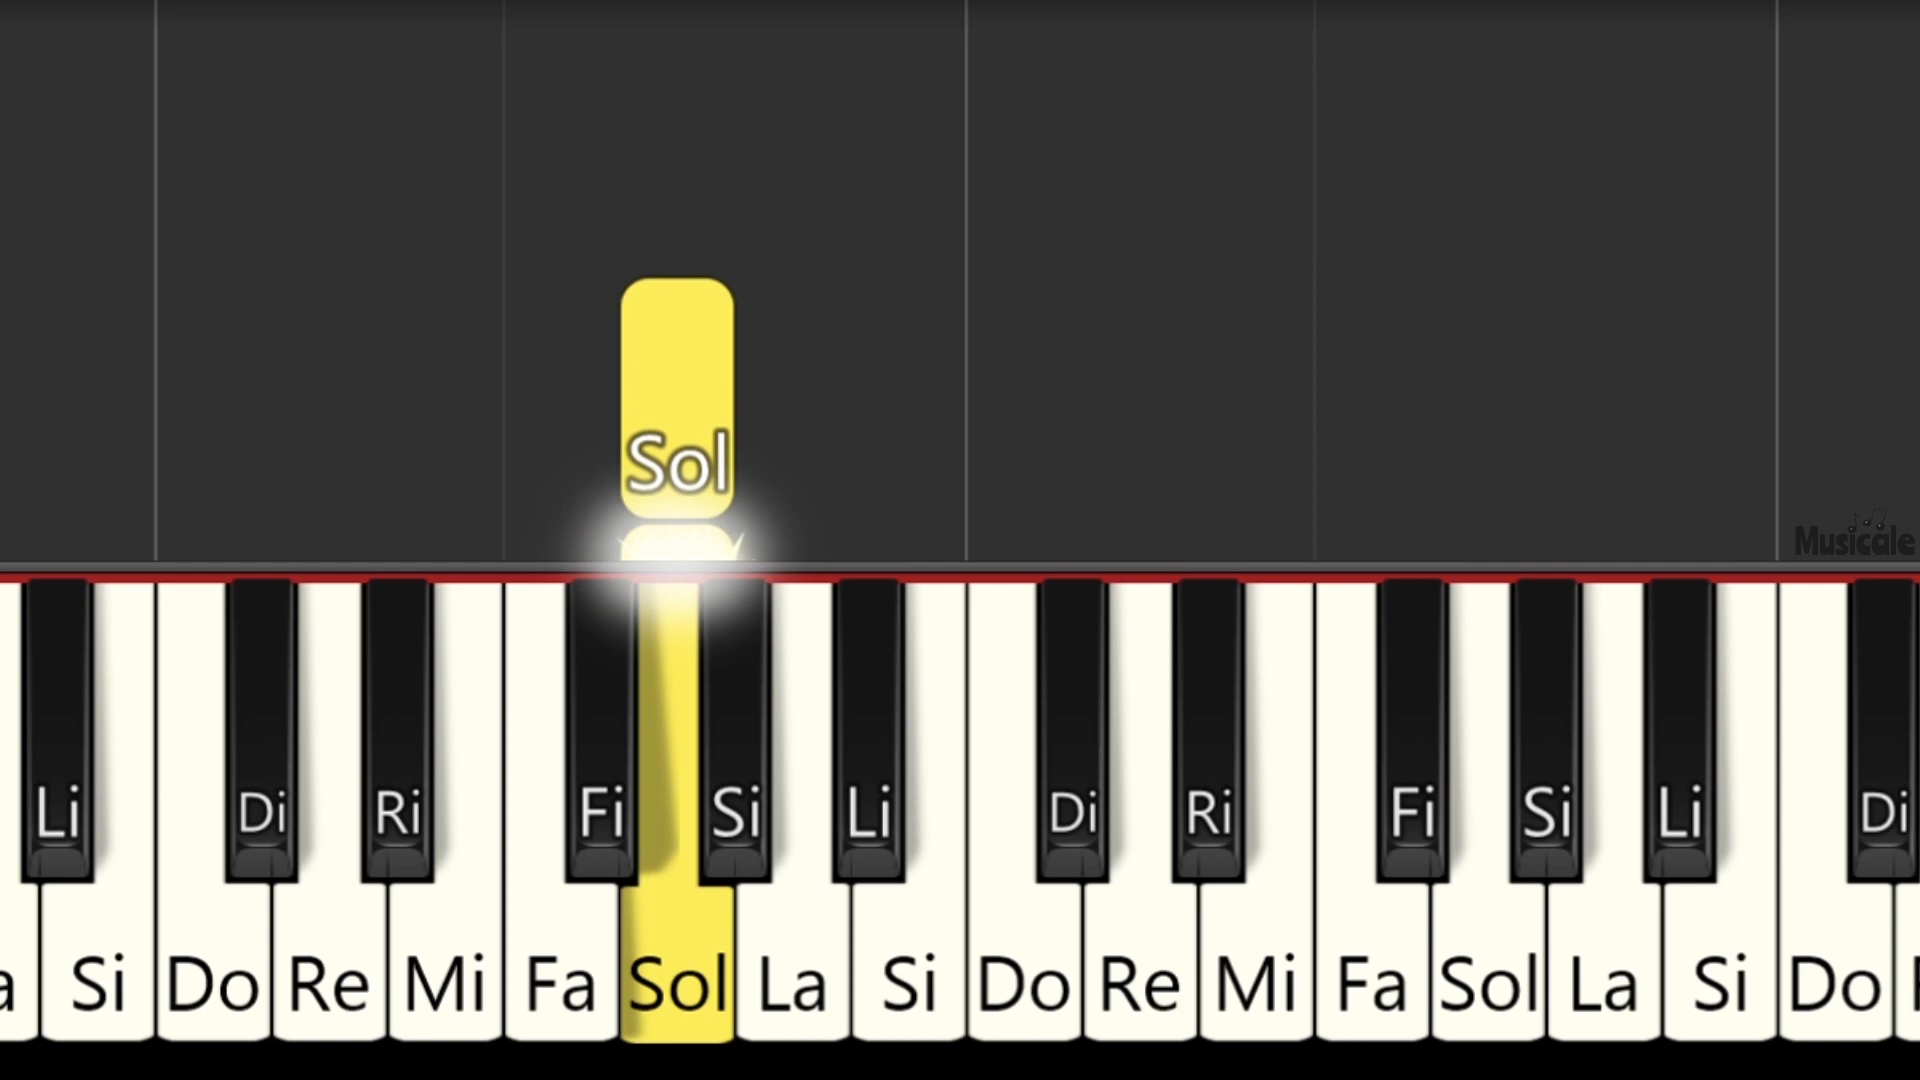 Sol
Musicale
Li Di Ri Fi Si Li Di Ri Fi Si Li Di
Si Do Re Mi Fa Sol La Si Do Re Mi Fa Sol La Si Do